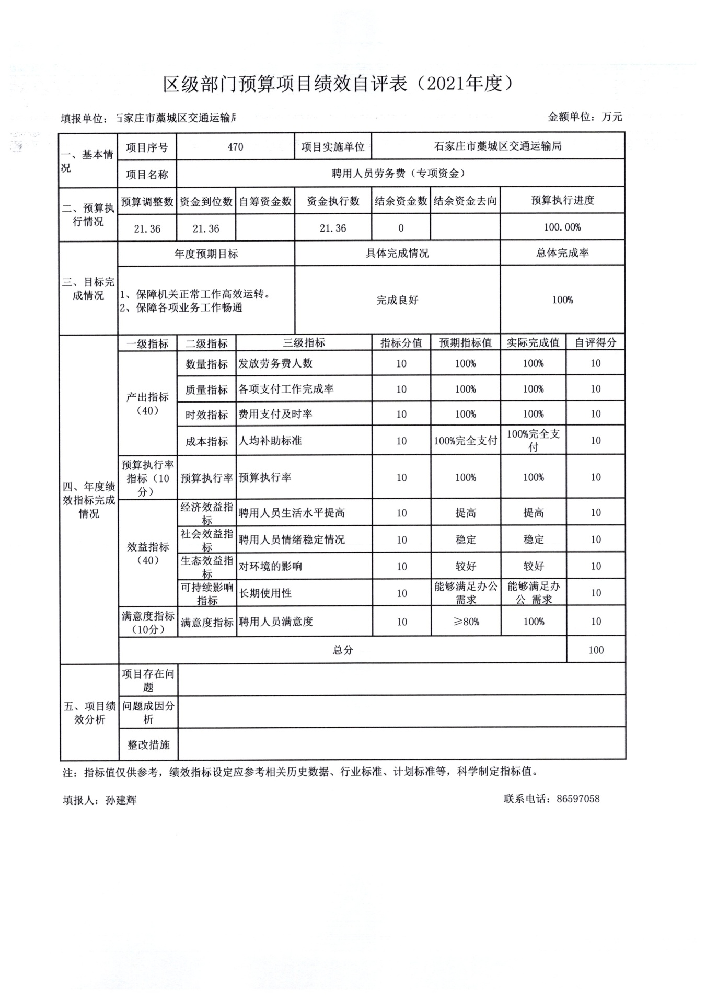 区级部门预算项目绩效自评表（2021年度）
填报单位：石家庄市藁城区交通运输局 金额单位：万元
一、基本情况 项目序号 470 项目实施单位 石家庄市藁城区交通运输局
项目名称 聘用人员劳务费（专项资金）
二、预算执行情况 预算调整数 资金到位数 自筹资金数 资金执行数 结余资金数 结余资金去向 预算执行进度
21.36 21.36 21.36 0 100.00%
三、目标完成情况 年度预期目标 具体完成情况 总体完成率
1、保障机关正常工作高效运转。
2、保障各项业务工作畅通
完成良好 100%
四、年度绩效指标完成情况 一级指标 二级指标 三级指标 指标分值 预期指标值 实际完成值 自评得分
产出指标（40） 数量指标 发放劳务费人数 10 100% 100% 10
质量指标 各项支付工作完成率 10 100% 100% 10
时效指标 费用支付及时率 10 100% 100% 10
成本指标 人均补助标准 10 100%完全支付 100%完全支付 10
预算执行率指标（10分） 预算执行率 预算执行率 10 100% 100% 10
效益指标（40） 经济效益指标 聘用人员生活水平提高 10 提高 提高 10
社会效益指标 聘用人员情绪稳定情况 10 稳定 稳定 10
生态效益指标 对环境的影响 10 较好 较好 10
可持续影响指标 长期使用性 10 能够满足办公需求 能够满足办公 需求 10
满意度指标（10分） 满意度指标 聘用人员满意度 10 ≥80% 100% 10
总分 100
五、项目绩效分析 项目存在问题
问题成因分析
整改措施
注：指标值仅供参考，绩效指标设定应参考相关历史数据、行业标准、计划标准等，科学制定指标值。
填报人：孙建辉 联系电话：86597058